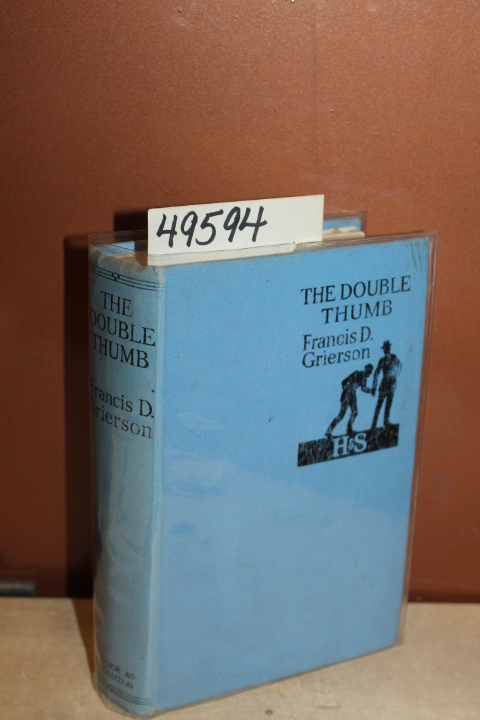 49594
THE DOUBLE
THUMB
Francis D.
Grierson
H&S
THE
DOUBLE
THUMB
Francis D.
Grierson